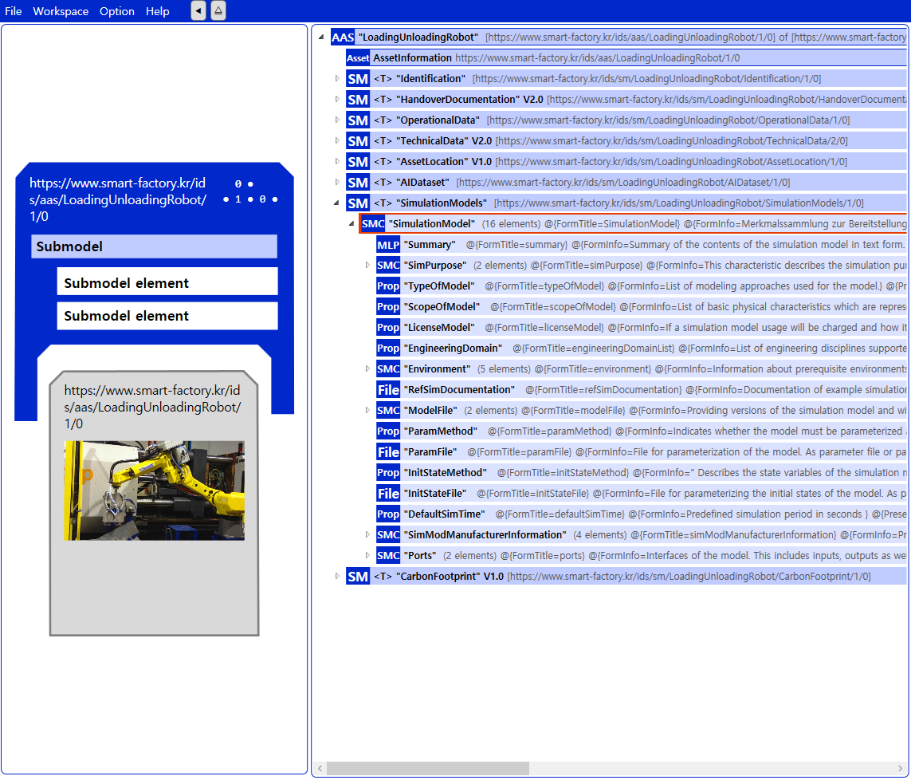 File Workspace Option Help
https://www.smart-factory.kr/id
s/aas/LoadingUnloadingRobot/
1/0
0
1 0
Submodel
Submodel element
Submodel element
https://www.smart-factory.kr/id
s/aas/LoadingUnloadingRobot/
1/0
AAS "LoadingUnloadingRobot" [https://www.smart-factory.kr/ids/aas/LoadingUnloadingRobot/1/0] of [https://www.smart-factory
Asset AssetInformation https://www.smart-factory.kr/ids/aas/LoadingUnloadingRobot/1/0
SM <T> "Identification" [https://www.smart-factory.kr/ids/sm/LoadingUnloadingRobot/Identification/1/0]
SM <T> "HandoverDocumentation" V2.0 [https://www.smart-factory.kr/ids/sm/LoadingUnloadingRobot/HandoverDocumenta
SM <T> "OperationalData" [https://www.smart-factory.kr/ids/sm/LoadingUnloadingRobot/OperationalData/1/0]
SM <T> "TechnicalData" V2.0 [https://www.smart-factory.kr/ids/sm/LoadingUnloadingRobot/TechnicalData/2/0]
SM <T> "AssetLocation" V1.0 [https://www.smart-factory.kr/ids/sm/LoadingUnloadingRobot/AssetLocation/1/0]
SM <T> "AIDataset" [https://www.smart-factory.kr/ids/sm/LoadingUnloadingRobot/AIDataset/1/0]
SM <T> "SimulationModels" [https://www.smart-factory.kr/ids/sm/LoadingUnloadingRobot/SimulationModels/1/0]
SMC "SimulationModel" (16 elements) @{FormTitle=SimulationModel} @{FormInfo=Merkmalssammlung zur Bereitstellung
MLP "Summary" @{FormTitle=summary} @{FormInfo=Summary of the contents of the simulation model in text form.
SMC "SimPurpose" (2 elements) @{FormTitle=simPurpose} @{FormInfo=This characteristic describes the simulation pur
Prop "TypeOfModel" @{FormTitle=typeOfModel} @{FormInfo=List of modeling approaches used for the model.} @{Pr
Prop "ScopeOfModel" @{FormTitle=scopeOfModel} @{FormInfo=List of basic physical characteristics which are repres
Prop "LicenseModel" @{FormTitle=licenseModel} @{FormInfo=If a simulation model usage will be charged and how it
Prop "EngineeringDomain" @{FormTitle=engineeringDomainList} @{FormInfo=List of engineering disciplines supporte
SMC "Environment" (5 elements) @{FormTitle=environment} @{FormInfo=Information about prerequisite environments
File "RefSimDocumentation" @{FormTitle=refSimDocumentation} @{FormInfo=Documentation of example simulation
SMC "ModelFile" (2 elements) @{FormTitle=modelFile} @{FormInfo=Providing versions of the simulation model and wi
Prop "ParamMethod" @{FormTitle=paramMethod} @{FormInfo=Indicates whether the model must be parameterized
File "ParamFile" @{FormTitle=paramFile} @{FormInfo=File for parameterization of the model. As parameter file or pa
Prop "InitStateMethod" @{FormTitle=initStateMethod} @{FormInfo=" Describes the state variables of the simulation m
File "InitStateFile" @{FormTitle=initStateFile} @{FormInfo=File for parameterizing the initial states of the model. As p
Prop "DefaultSimTime" @{FormTitle=defaultSimTime} @{FormInfo=Predefined simulation period in seconds } @{Prese
SMC "SimModManufacturerInformation" (4 elements) @{FormTitle=simModManufacturerInformation} @{FormInfo=Pr
SMC "Ports" (2 elements) @{FormTitle=ports} @{FormInfo=Interfaces of the model. This includes inputs, outputs as we
SM <T> "CarbonFootprint" V1.0 [https://www.smart-factory.kr/ids/sm/LoadingUnloadingRobot/CarbonFootprint/1/0]